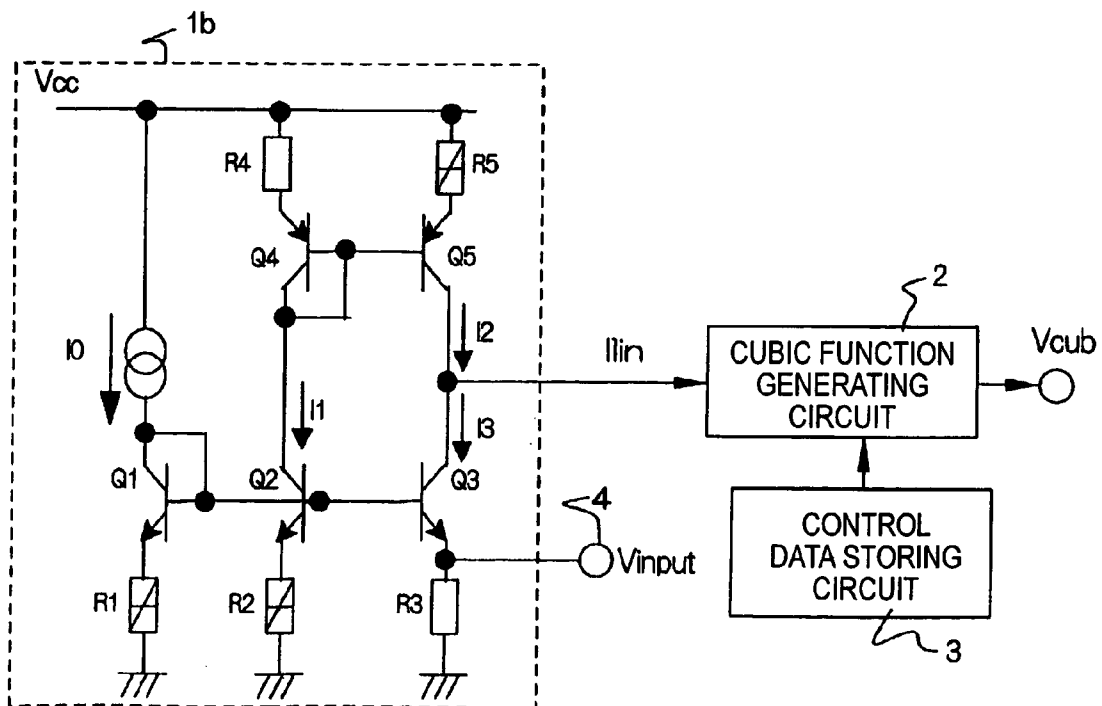 1b
Vcc
R4
R5
Q4
Q5
I0
I2
Ilin
2
CUBIC FUNCTION
GENERATING
CIRCUIT
Vcub
I1
I3
Q1
Q2
Q3
4
Vinput
CONTROL
DATA STORING
CIRCUIT
R1
R2
R3
3